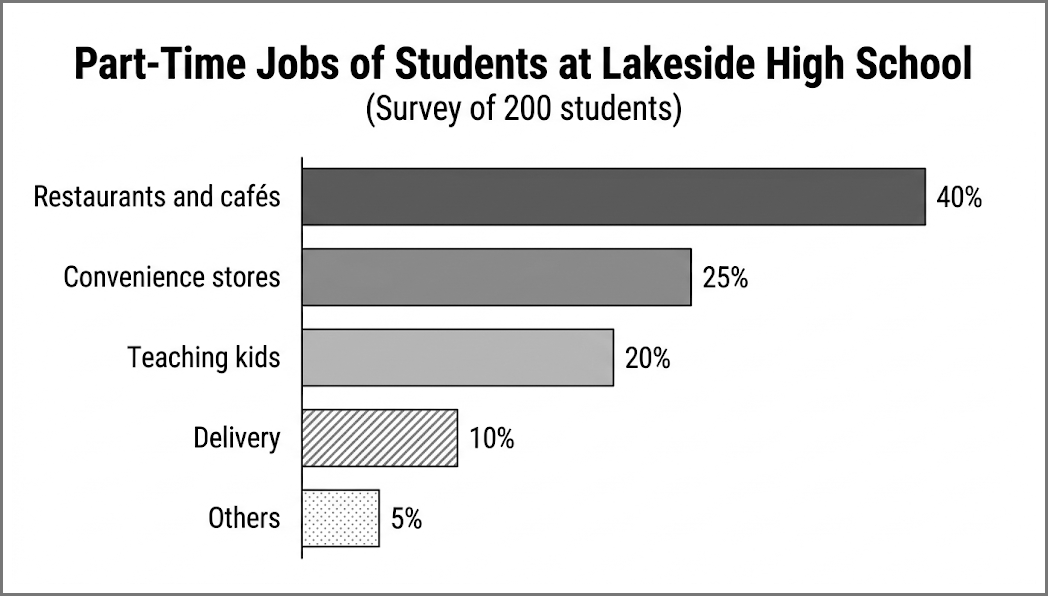 Part-Time Jobs of Students at Lakeside High School
(Survey of 200 students)
Restaurants and cafés 40%
Convenience stores 25%
Teaching kids 20%
Delivery 10%
Others 5%